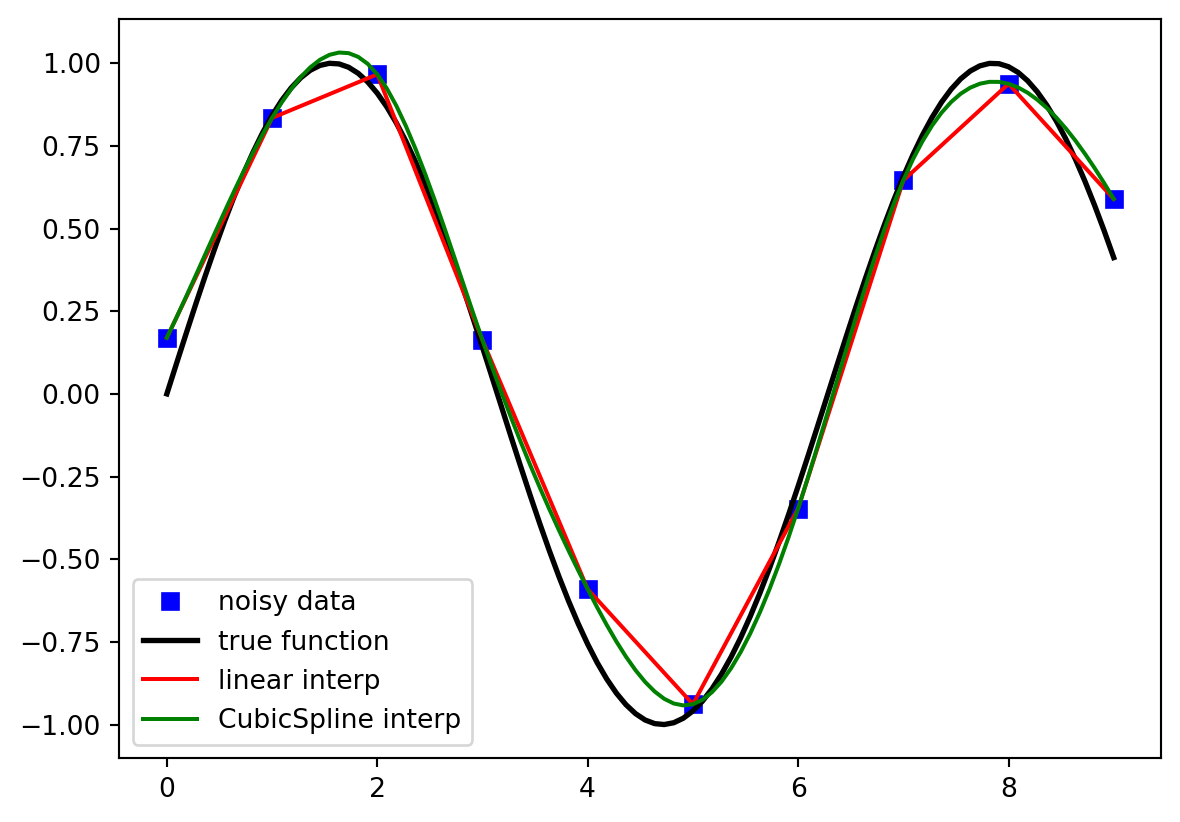 1.00
0.75
0.50
0.25
0.00
−0.25
−0.50
−0.75
−1.00
noisy data
true function
linear interp
CubicSpline interp
0 2 4 6 8